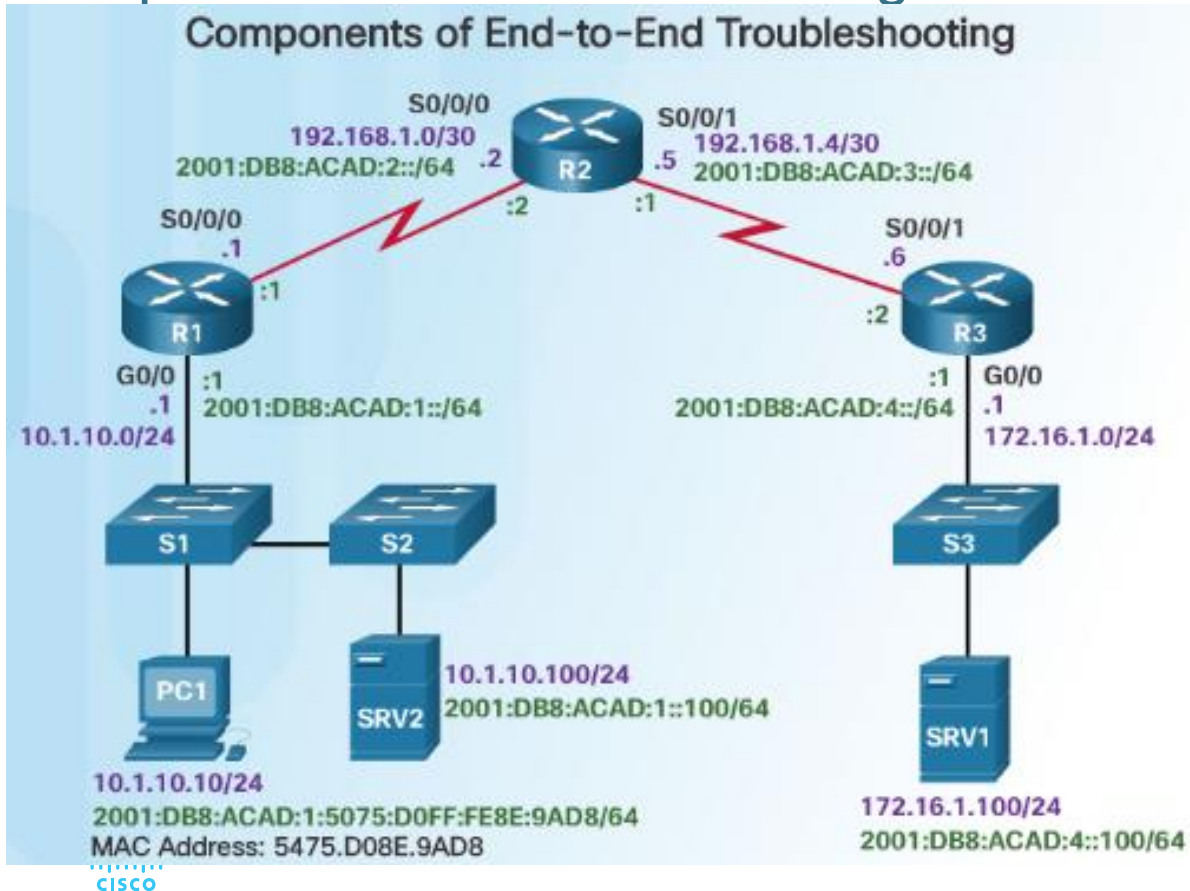 Components of End-to-End Troubleshooting
S0/0/0
192.168.1.0/30
2001:DB8:ACAD:2::/64
.2
:2
R2
S0/0/1
192.168.1.4/30
.5
2001:DB8:ACAD:3::/64
:1
S0/0/0
.1
:1
R1
S0/0/1
.6
:2
R3
G0/0
:1
.1
2001:DB8:ACAD:1::/64
10.1.10.0/24
:1
G0/0
2001:DB8:ACAD:4::/64
.1
172.16.1.0/24
S1
S2
S3
PC1
SRV2
10.1.10.100/24
2001:DB8:ACAD:1::100/64
SRV1
10.1.10.10/24
2001:DB8:ACAD:1:5075:D0FF:FE8E:9AD8/64
MAC Address: 5475.D08E.9AD8
172.16.1.100/24
2001:DB8:ACAD:4::100/64
CISCO